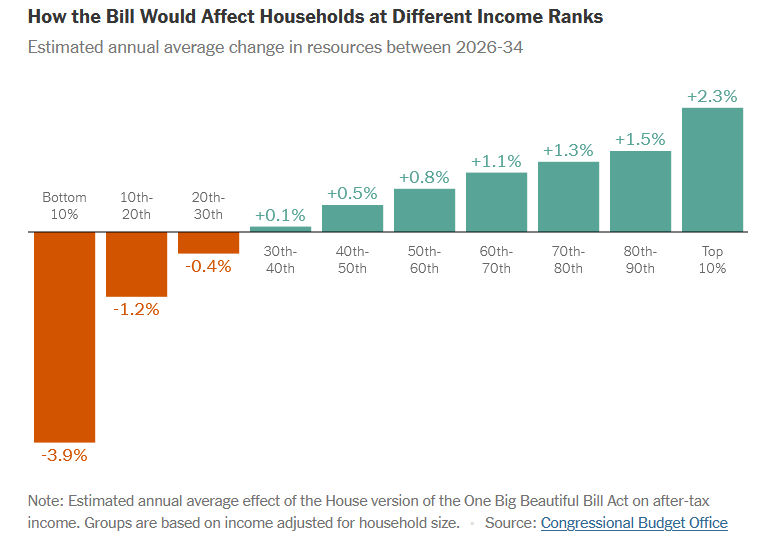 How the Bill Would Affect Households at Different Income Ranks
Estimated annual average change in resources between 2026-34
+2.3%
+1.5%
+1.3%
+1.1%
+0.8%
+0.5%
+0.1%
Bottom
10%
10th-
20th
20th-
30th
30th-
40th
40th-
50th
50th-
60th
60th-
70th
70th-
80th
80th-
90th
Top
10%
-0.4%
-1.2%
-3.9%
Note: Estimated annual average effect of the House version of the One Big Beautiful Bill Act on after-tax
income. Groups are based on income adjusted for household size. • Source: Congressional Budget Office